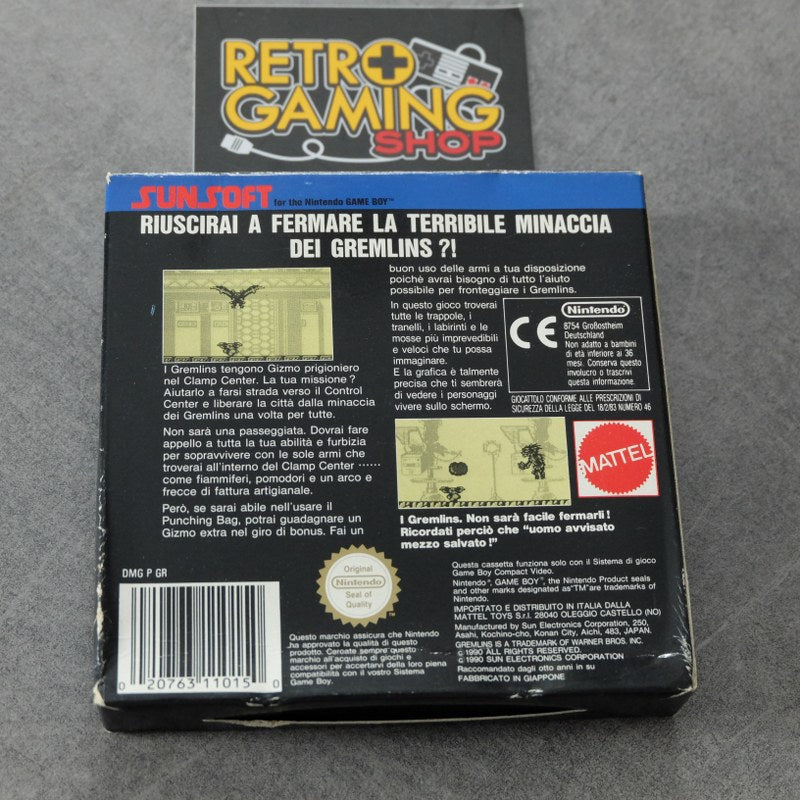 RETRO
GAMING
SHOP
SUNSOFT for the Nintendo GAME BOY™
RIUSCIRAI A FERMARE LA TERRIBILE MINACCIA
DEI GREMLINS ?!
I Gremlins tengono Gizmo prigioniero
nel Clamp Center. La tua missione ?
Aiutarlo a farsi strada verso il Control
Center e liberare la città dalla minaccia
dei Gremlins una volta per tutte.
Non sarà una passeggiata. Dovrai fare
appello a tutta la tua abilità e furbizia
per sopravvivere con le sole armi che
troverai all'interno del Clamp Center ······
come fiammiferi, pomodori e un arco e
frecce di fattura artigianale.
Però, se sarai abile nell'usare il
Punching Bag, potrai guadagnare un
Gizmo extra nel giro di bonus. Fai un
buon uso delle armi a tua disposizione
poichè avrai bisogno di tutto l'aiuto
possibile per fronteggiare i Gremlins.
In questo gioco troverai
tutte le trappole, i
tranelli, i labirinti e le
mosse più imprevedibili
e veloci che tu possa
immaginare.
E la grafica è talmente
precisa che ti sembrerà
di vedere i personaggi
vivere sullo schermo.
CE
Nintendo®
8754 Großostheim
Deutschland
Non adatto a bambini
di età inferiore ai 36
mesi. Conserva questo
involucro o trascrivi
questa informazione.
GIOCATTOLO CONFORME ALLE PRESCRIZIONI DI
SICUREZZA DELLA LEGGE DEL 18/2/83 NUMERO 46
MATTEL
I Gremlins. Non sarà facile fermarli !
Ricordati perciò che "uomo avvisato
mezzo salvato !"
DMG P GR
0 20763 11015 0
Original
Nintendo
Seal of
Quality
TM
Questo marchio assicura che Nintendo
ha approvato la qualità di questo
prodotto. Cercate sempre questo
marchio all'acquisto di giochi e
accessori per accertarvi della loro piena
compatibilità con il vostro Sistema
Game Boy.
Questa cassetta funziona solo con il Sistema di gioco
Game Boy Compact Video.
Nintendo®, GAME BOY™, the Nintendo Product seals
and other marks designated as"TM"are trademarks of
Nintendo.
IMPORTATO E DISTRIBUITO IN ITALIA DALLA
MATTEL TOYS S.r.l. 28040 OLEGGIO CASTELLO (NO)
Manufactured by Sun Electronics Corporation, 250,
Asahi, Kochino-cho, Konan City, Aichi, 483, JAPAN.
GREMLINS IS A TRADEMARK OF WARNER BROS. INC.
© 1990 ALL RIGHTS RESERVED.
© 1990 SUN ELECTRONICS CORPORATION
Raccomandato dagli otto anni in su
FABBRICATO IN GIAPPONE